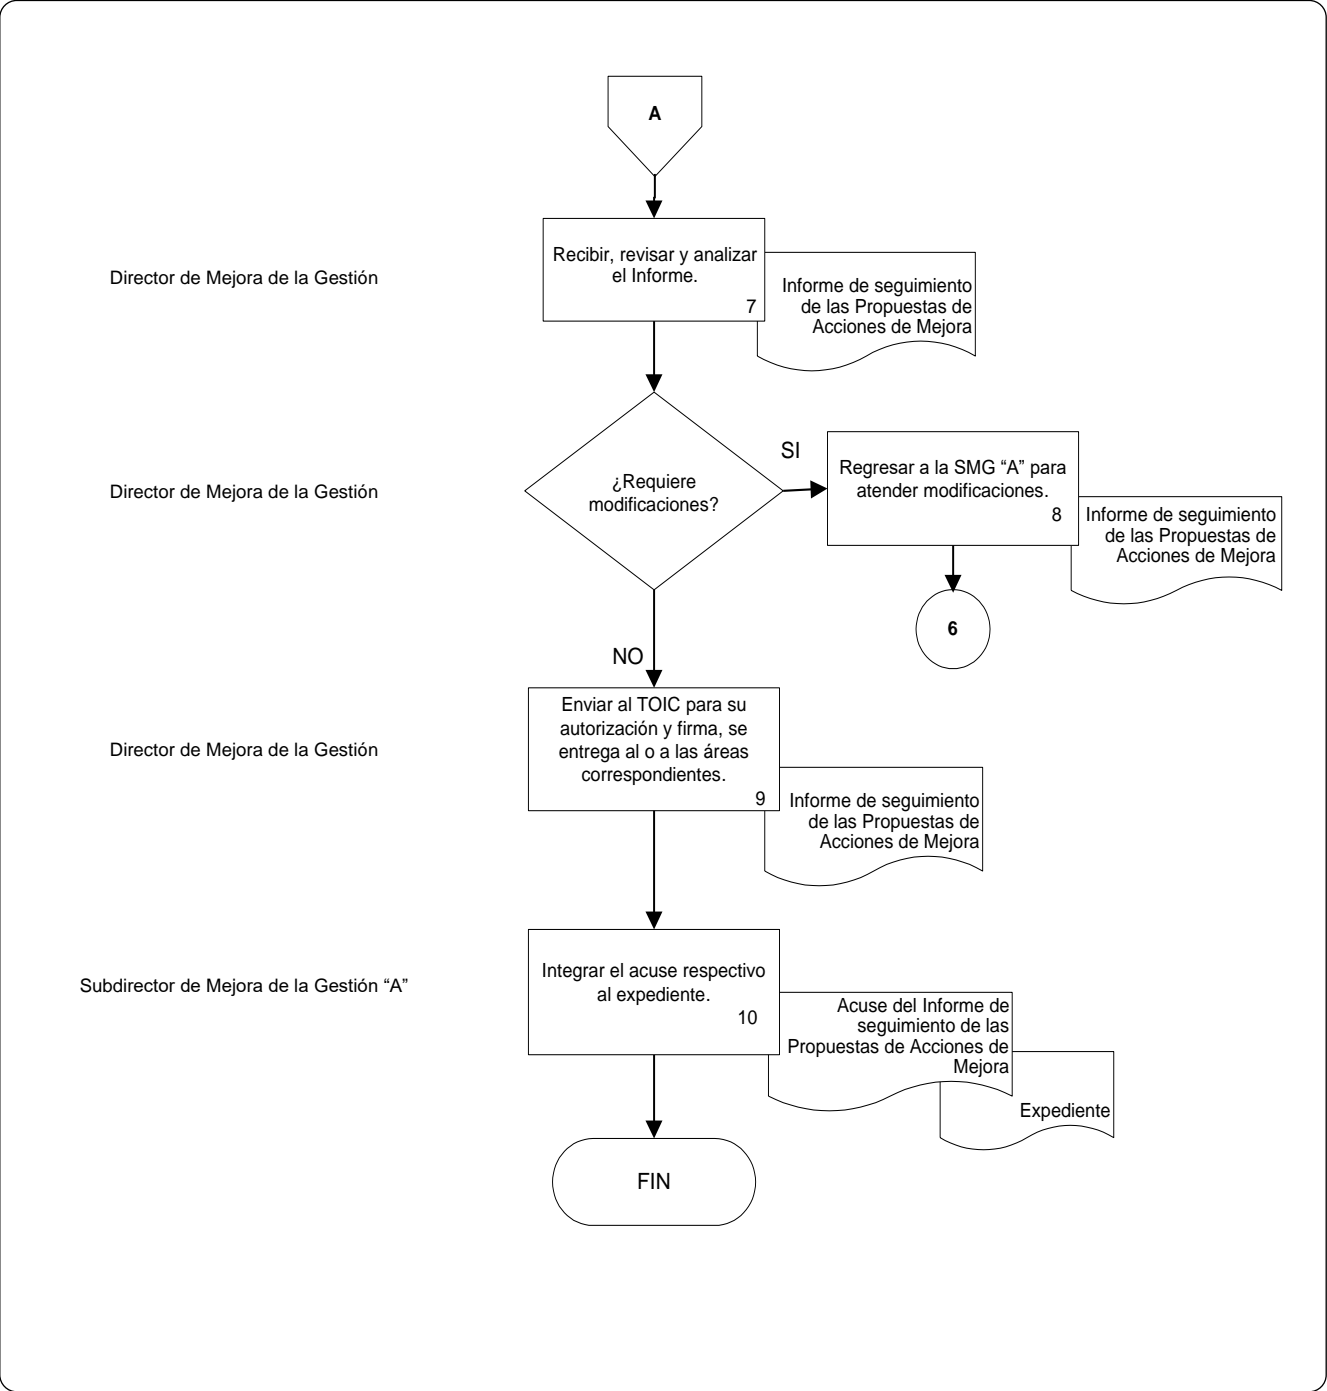 A
Director de Mejora de la Gestión
Recibir, revisar y analizar
el Informe.
7
Informe de seguimiento
de las Propuestas de
Acciones de Mejora
Director de Mejora de la Gestión
¿Requiere
modificaciones?
SI
Regresar a la SMG “A” para
atender modificaciones.
8
Informe de seguimiento
de las Propuestas de
Acciones de Mejora
6
NO
Director de Mejora de la Gestión
Enviar al TOIC para su
autorización y firma, se
entrega al o a las áreas
correspondientes.
9
Informe de seguimiento
de las Propuestas de
Acciones de Mejora
Subdirector de Mejora de la Gestión “A”
Integrar el acuse respectivo
al expediente.
10
Acuse del Informe de
seguimiento de las
Propuestas de Acciones de
Mejora
Expediente
FIN